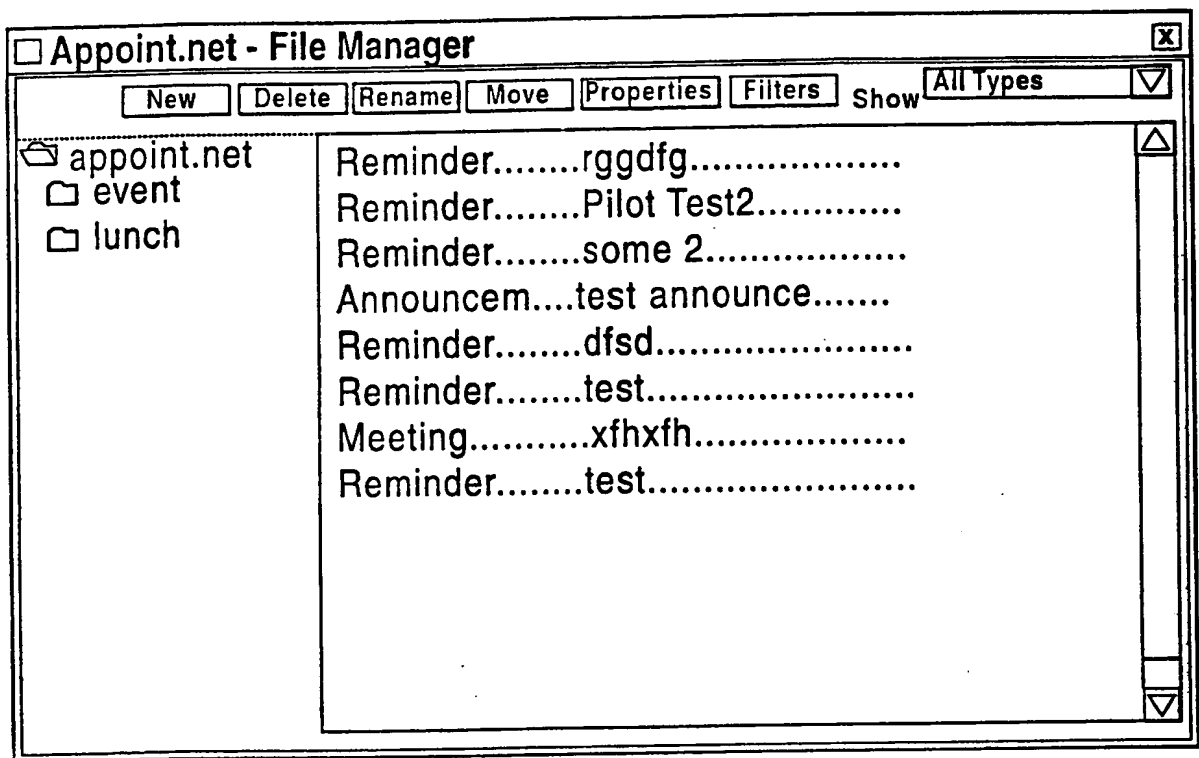 Appoint.net - File Manager
New Delete Rename Move Properties Filters Show All Types
appoint.net
event
lunch
Reminder........rggdfg...................
Reminder........Pilot Test2.............
Reminder........some 2..................
Announcem....test announce.......
Reminder........dfsd.......................
Reminder........test........................
Meeting...........xfhxfh...................
Reminder........test........................